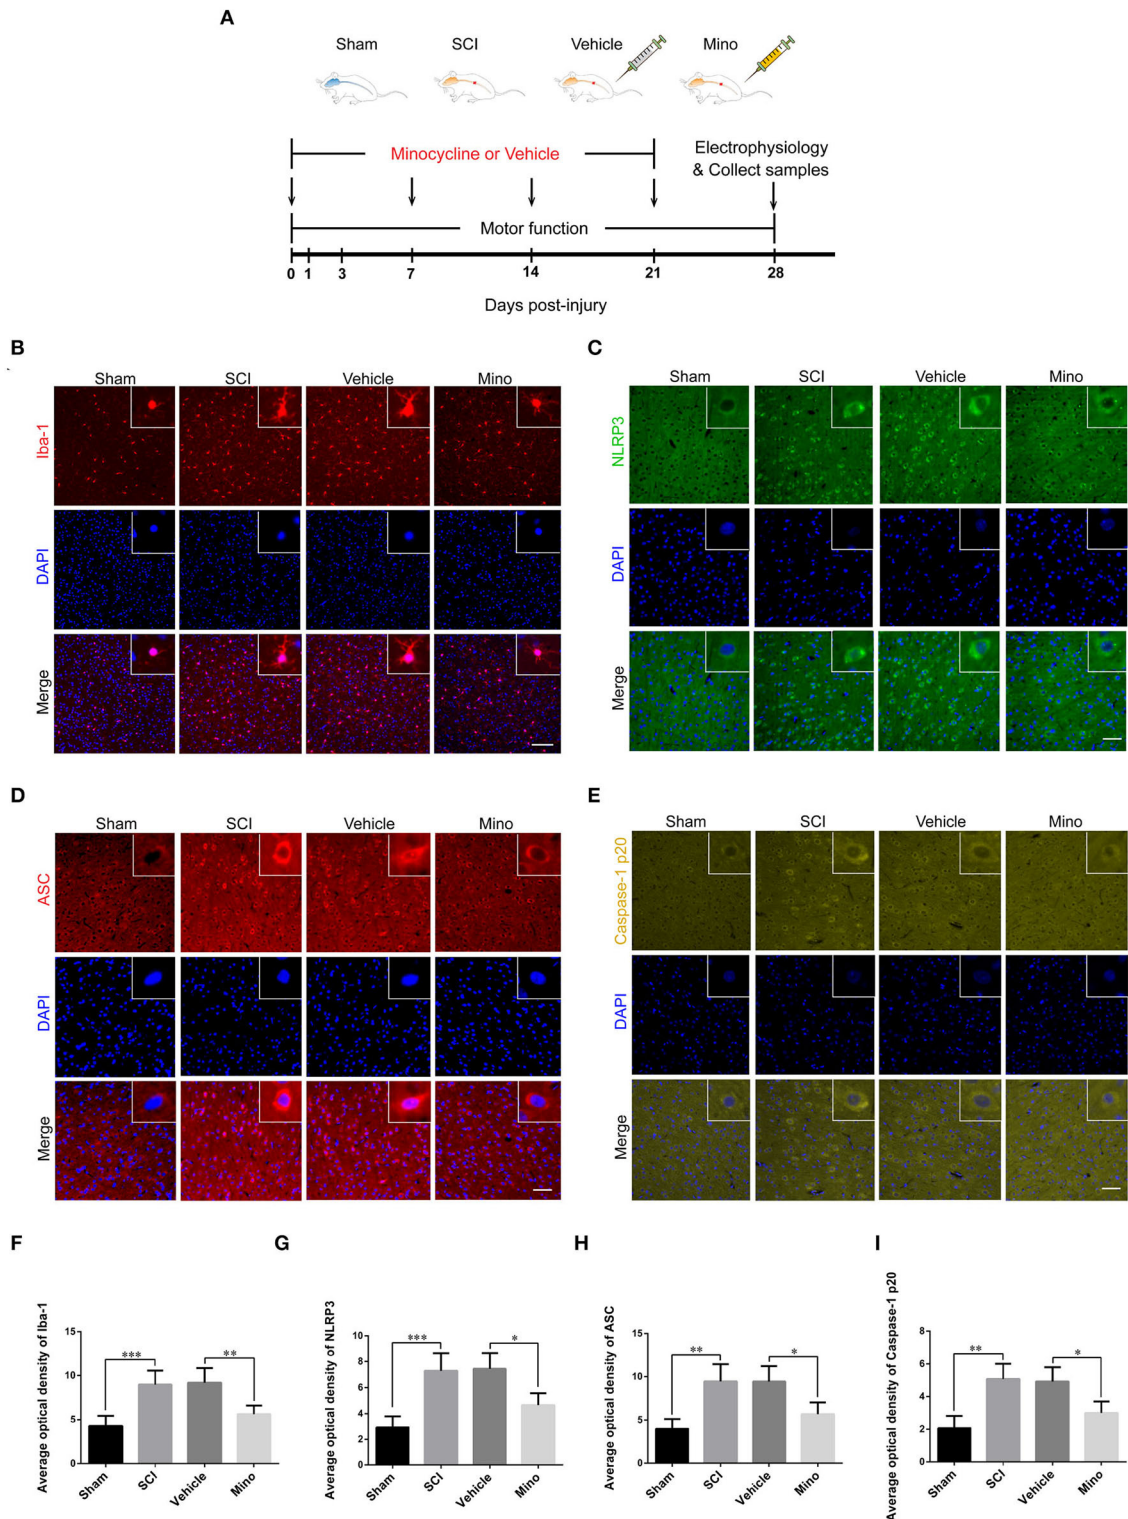 A
Sham SCI Vehicle Mino
Minocycline or Vehicle
Electrophysiology
& Collect samples
Motor function
0 1 3 7 14 21 28
Days post-injury
B
Sham SCI Vehicle Mino
Iba-1
DAPI
Merge
C
Sham SCI Vehicle Mino
NLRP3
DAPI
Merge
D
Sham SCI Vehicle Mino
ASC
DAPI
Merge
E
Sham SCI Vehicle Mino
Caspase-1 p20
DAPI
Merge
F
Average optical density of Iba-1
15
10
5
0
*** **
Sham SCI Vehicle Mino
G
Average optical density of NLRP3
10
8
6
4
2
0
*** *
Sham SCI Vehicle Mino
H
Average optical density of ASC
15
10
5
0
** *
Sham SCI Vehicle Mino
I
Average optical density of Caspase-1 p20
8
6
4
2
0
** *
Sham SCI Vehicle Mino